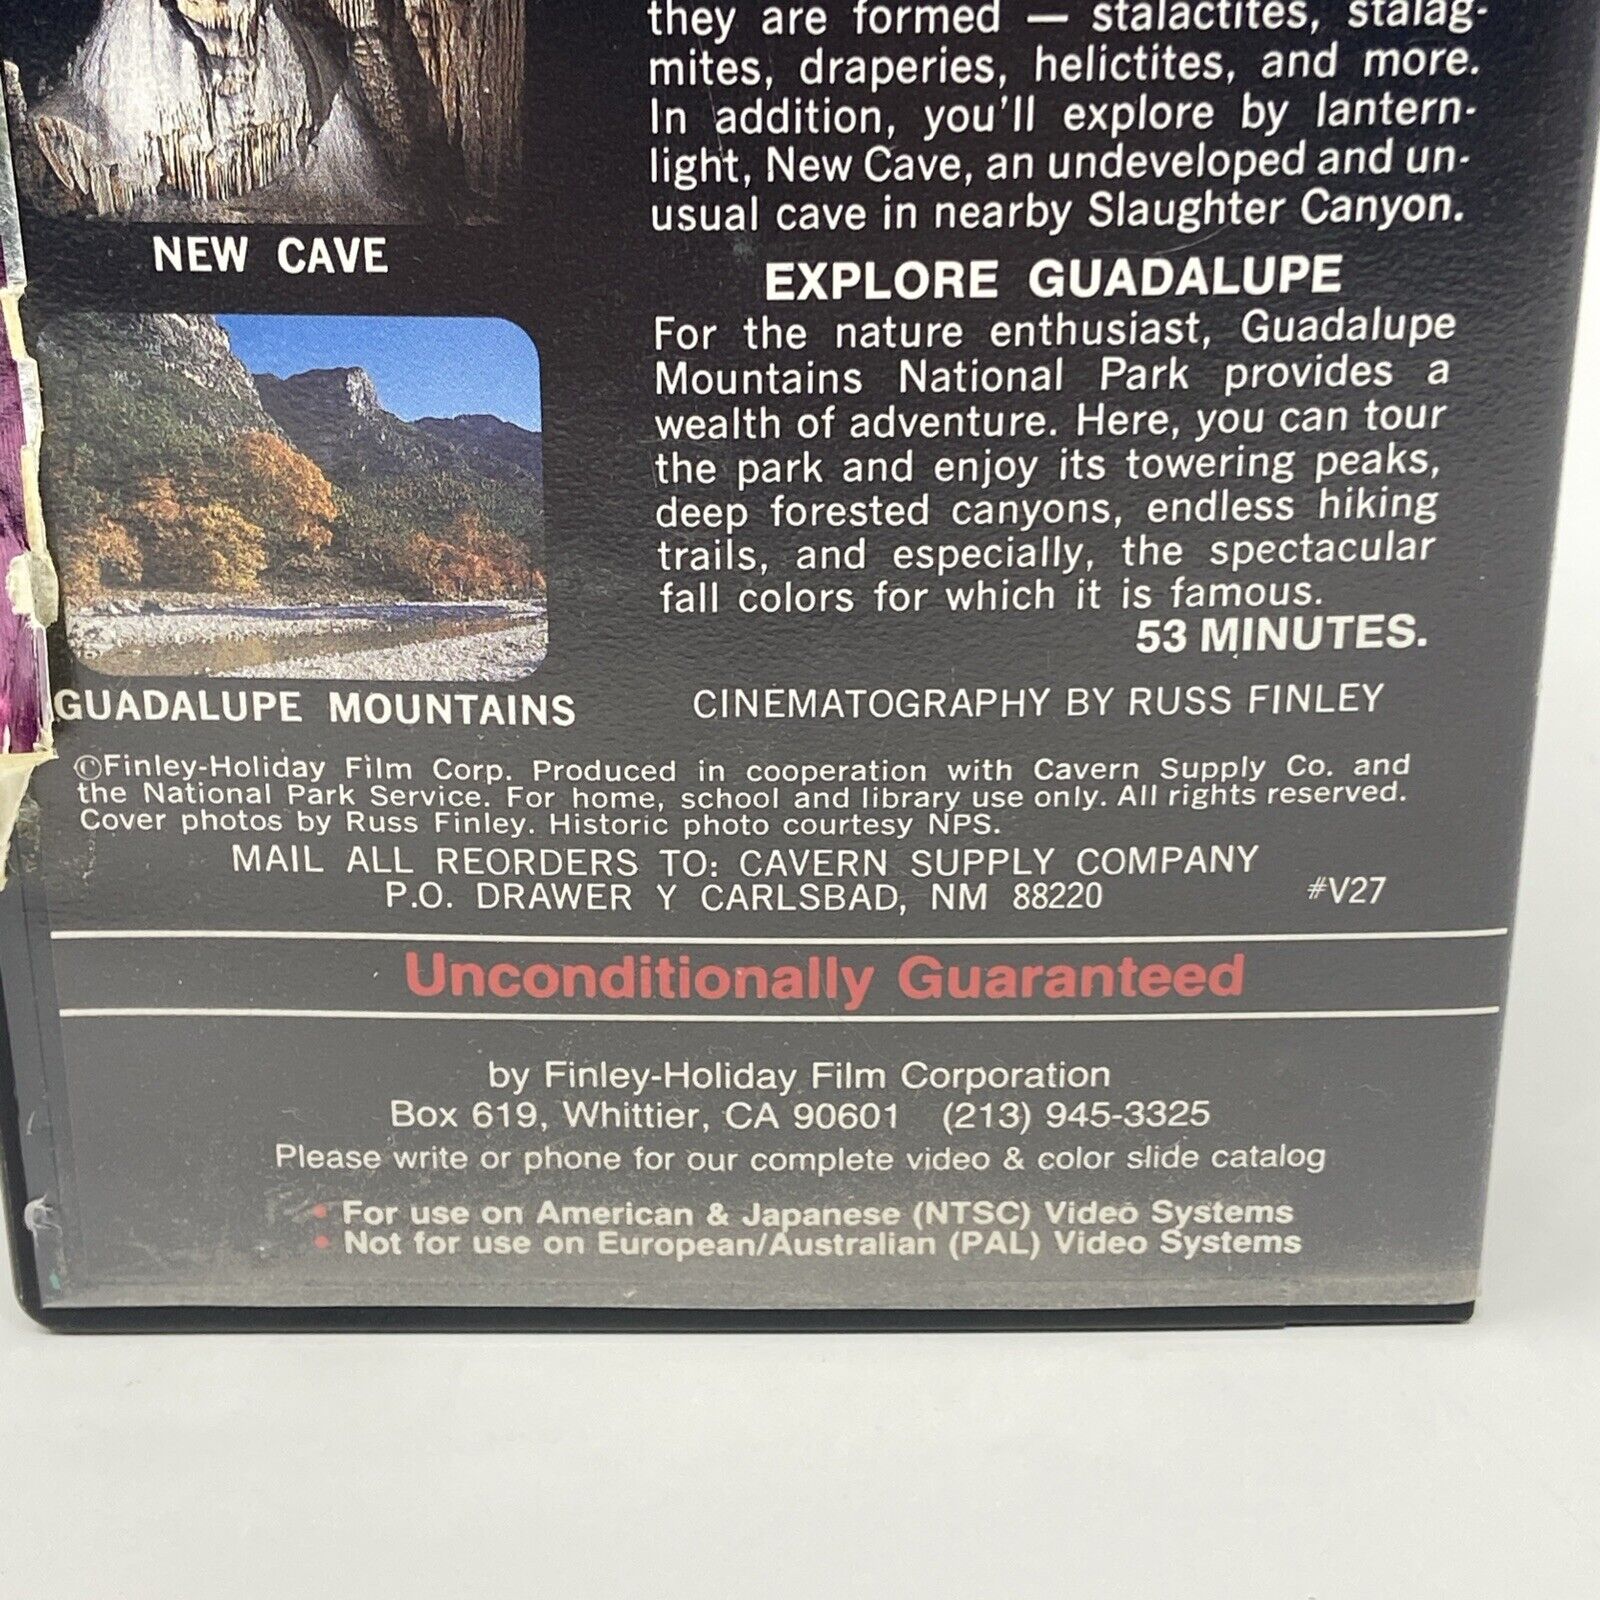 they are formed — stalactites, stalag-
mites, draperies, helictites, and more.
In addition, you'll explore by lantern-
light, New Cave, an undeveloped and un-
usual cave in nearby Slaughter Canyon.
NEW CAVE
EXPLORE GUADALUPE
For the nature enthusiast, Guadalupe
Mountains National Park provides a
wealth of adventure. Here, you can tour
the park and enjoy its towering peaks,
deep forested canyons, endless hiking
trails, and especially, the spectacular
fall colors for which it is famous.
53 MINUTES.
GUADALUPE MOUNTAINS
CINEMATOGRAPHY BY RUSS FINLEY
©Finley-Holiday Film Corp. Produced in cooperation with Cavern Supply Co. and
the National Park Service. For home, school and library use only. All rights reserved.
Cover photos by Russ Finley. Historic photo courtesy NPS.
MAIL ALL REORDERS TO: CAVERN SUPPLY COMPANY
P.O. DRAWER Y CARLSBAD, NM 88220 #V27
Unconditionally Guaranteed
by Finley-Holiday Film Corporation
Box 619, Whittier, CA 90601 (213) 945-3325
Please write or phone for our complete video & color slide catalog
• For use on American & Japanese (NTSC) Video Systems
• Not for use on European/Australian (PAL) Video Systems